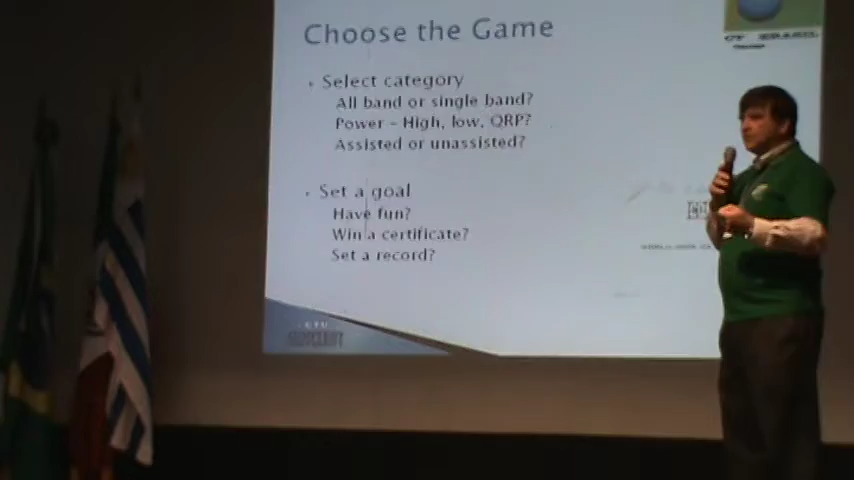 Choose the Game
Select category
All band or single band?
Power – High, low, QRP?
Assisted or unassisted?
Set a goal
Have fun?
Win a certificate?
Set a record?
CTU